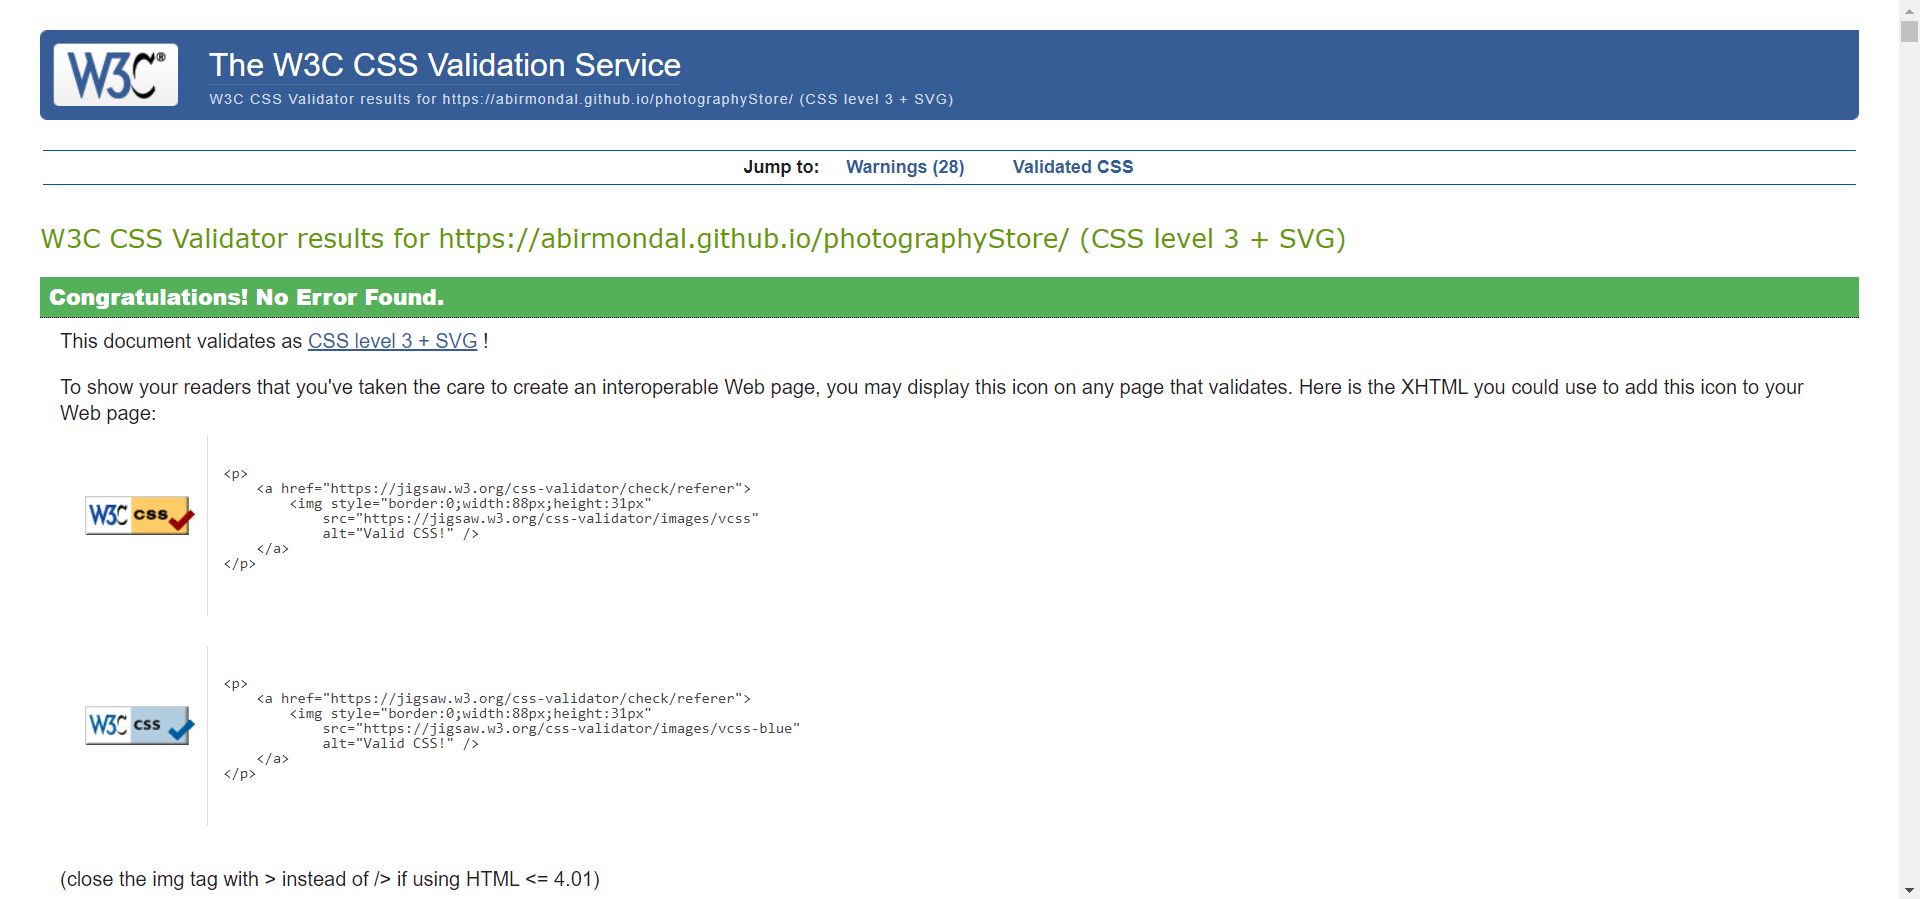 W3C®
The W3C CSS Validation Service
W3C CSS Validator results for https://abirmondal.github.io/photographyStore/ (CSS level 3 + SVG)
Jump to: Warnings (28) Validated CSS
W3C CSS Validator results for https://abirmondal.github.io/photographyStore/ (CSS level 3 + SVG)
Congratulations! No Error Found.
This document validates as CSS level 3 + SVG !
To show your readers that you've taken the care to create an interoperable Web page, you may display this icon on any page that validates. Here is the XHTML you could use to add this icon to your
Web page:
W3C css
<p>
<a href="https://jigsaw.w3.org/css-validator/check/referer">
<img style="border:0;width:88px;height:31px"
src="https://jigsaw.w3.org/css-validator/images/vcss"
alt="Valid CSS!" />
</a>
</p>
W3C css
<p>
<a href="https://jigsaw.w3.org/css-validator/check/referer">
<img style="border:0;width:88px;height:31px"
src="https://jigsaw.w3.org/css-validator/images/vcss-blue"
alt="Valid CSS!" />
</a>
</p>
(close the img tag with > instead of /> if using HTML <= 4.01)